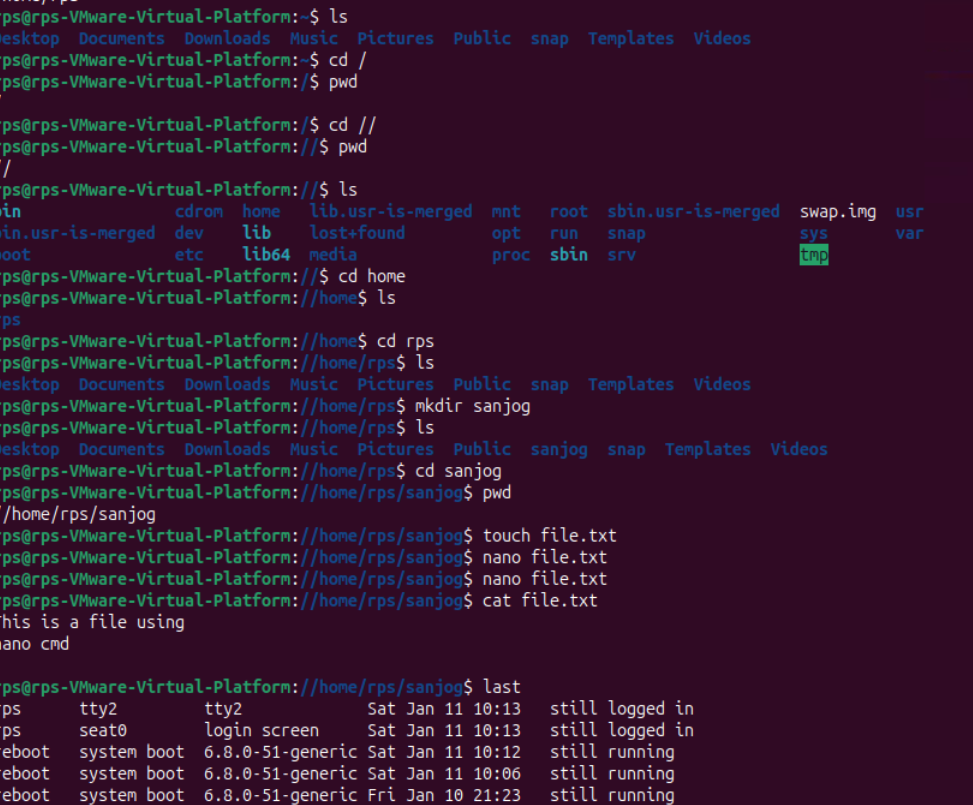 /home/rps
rps@rps-VMware-Virtual-Platform:~$ ls
Desktop  Documents  Downloads  Music  Pictures  Public  snap  Templates  Videos
rps@rps-VMware-Virtual-Platform:~$ cd /
rps@rps-VMware-Virtual-Platform:/$ pwd
/
rps@rps-VMware-Virtual-Platform:/$ cd //
rps@rps-VMware-Virtual-Platform://$ pwd
//
rps@rps-VMware-Virtual-Platform://$ ls
bin                cdrom  home   lib.usr-is-merged  mnt   root  sbin.usr-is-merged  swap.img  usr
bin.usr-is-merged  dev    lib    lost+found         opt   run   snap                sys       var
boot               etc    lib64  media              proc  sbin  srv                 tmp
rps@rps-VMware-Virtual-Platform://$ cd home
rps@rps-VMware-Virtual-Platform://home$ ls
rps
rps@rps-VMware-Virtual-Platform://home$ cd rps
rps@rps-VMware-Virtual-Platform://home/rps$ ls
Desktop  Documents  Downloads  Music  Pictures  Public  snap  Templates  Videos
rps@rps-VMware-Virtual-Platform://home/rps$ mkdir sanjog
rps@rps-VMware-Virtual-Platform://home/rps$ ls
Desktop  Documents  Downloads  Music  Pictures  Public  sanjog  snap  Templates  Videos
rps@rps-VMware-Virtual-Platform://home/rps$ cd sanjog
rps@rps-VMware-Virtual-Platform://home/rps/sanjog$ pwd
//home/rps/sanjog
rps@rps-VMware-Virtual-Platform://home/rps/sanjog$ touch file.txt
rps@rps-VMware-Virtual-Platform://home/rps/sanjog$ nano file.txt
rps@rps-VMware-Virtual-Platform://home/rps/sanjog$ nano file.txt
rps@rps-VMware-Virtual-Platform://home/rps/sanjog$ cat file.txt
This is a file using
nano cmd
rps@rps-VMware-Virtual-Platform://home/rps/sanjog$ last
rps      tty2         tty2             Sat Jan 11 10:13   still logged in
rps      seat0        login screen     Sat Jan 11 10:13   still logged in
reboot   system boot  6.8.0-51-generic Sat Jan 11 10:12   still running
reboot   system boot  6.8.0-51-generic Sat Jan 11 10:06   still running
reboot   system boot  6.8.0-51-generic Fri Jan 10 21:23   still running